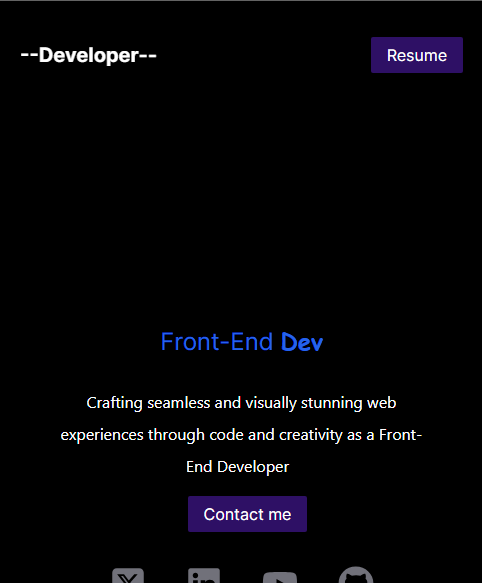 --Developer--
Resume
Front-End Dev
Crafting seamless and visually stunning web
experiences through code and creativity as a Front-
End Developer
Contact me